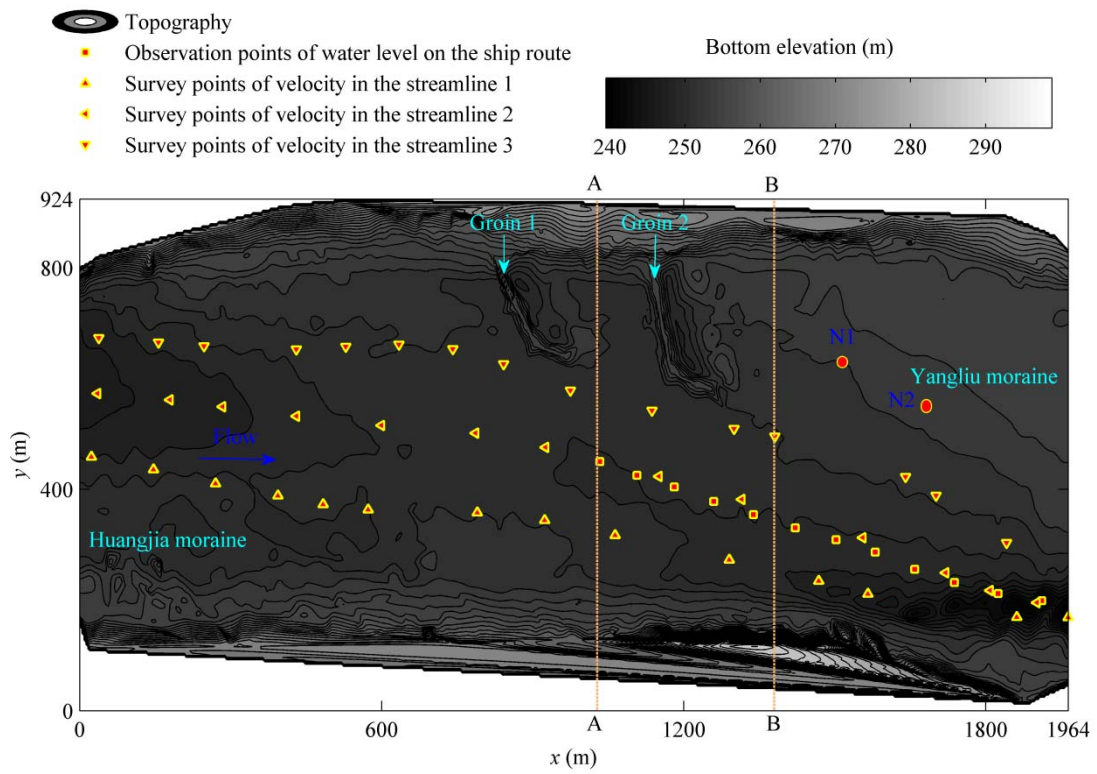 Topography
Observation points of water level on the ship route
Survey points of velocity in the streamline 1
Survey points of velocity in the streamline 2
Survey points of velocity in the streamline 3
Bottom elevation (m)
240 250 260 270 282 290
A B
924
Groin 1 Groin 2
800
N1
Yangliu moraine
N2
Flow
y (m)
400
Huangjia moraine
0
A B
0 600 1200 1800 1964
x (m)